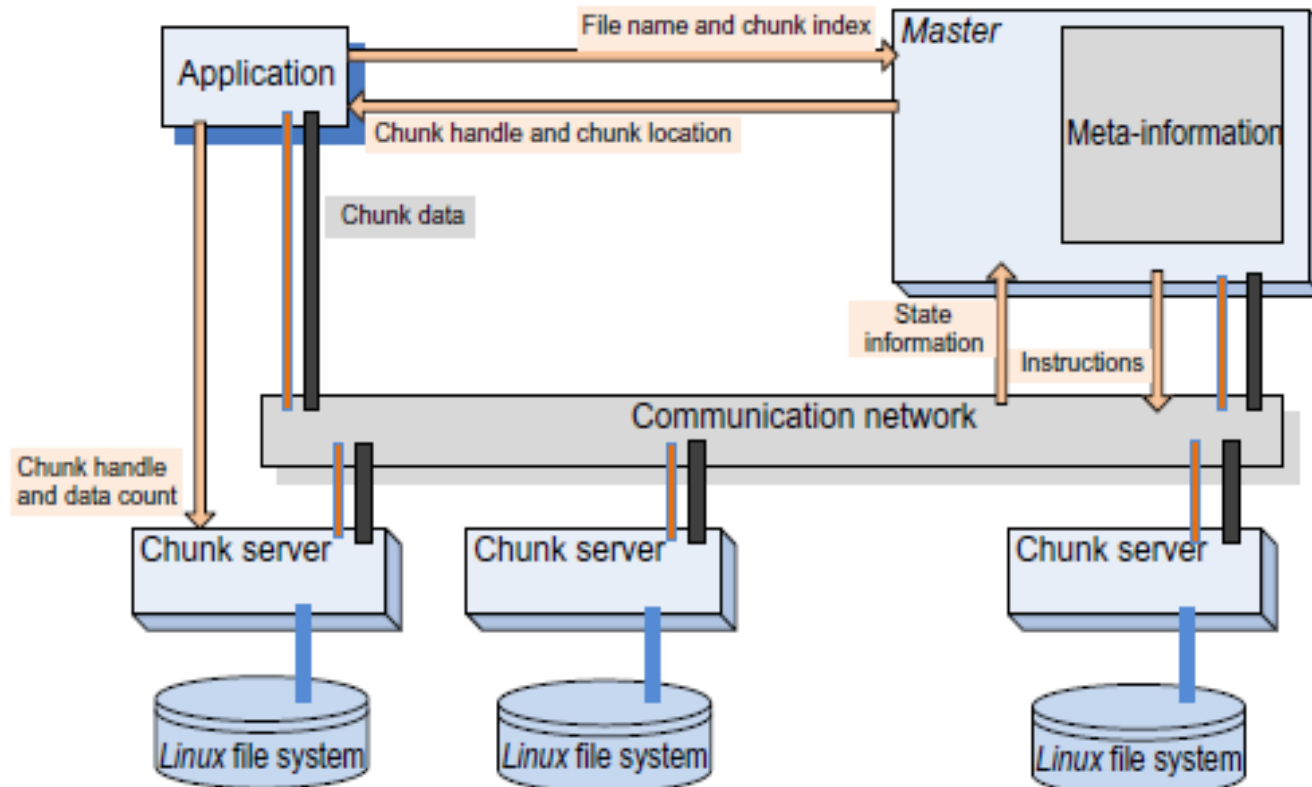 File name and chunk index
Master
Application
Meta-information
Chunk handle and chunk location
Chunk data
State
information
Instructions
Communication network
Chunk handle
and data count
Chunk server
Chunk server
Chunk server
Linux file system
Linux file system
Linux file system